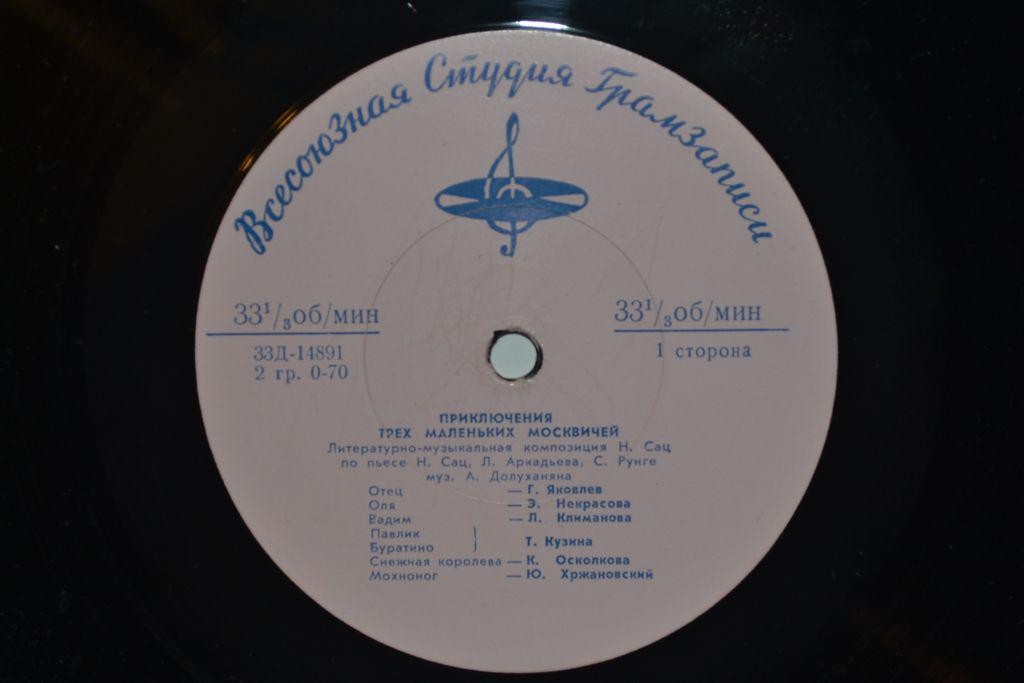 Всесоюзная Студия Грамзаписи
33¹/₃об/мин
33Д-14891
2 гр. 0-70
33¹/₃об/мин
1 сторона
ПРИКЛЮЧЕНИЯ
ТРЕХ МАЛЕНЬКИХ МОСКВИЧЕЙ
Литературно-музыкальная композиция Н. Сац
по пьесе Н. Сац, Л. Аркадьева, С. Рунге
муз. А. Долуханяна
Отец — Г. Яковлев
Оля — Э. Некрасова
Вадим — Л. Климанова
Павлик
Буратино } Т. Кузина
Снежная королева — К. Осколкова
Мохноног — Ю. Хржановский